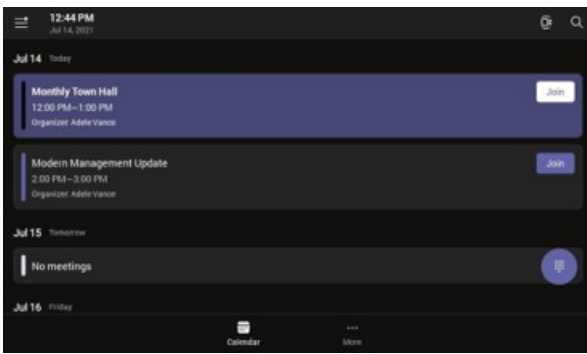 12:44 PM
Jul 14, 2021
Jul 14 Today
Monthly Town Hall
12:00 PM–1:00 PM
Organizer: Adele Vance
Join
Modern Management Update
2:00 PM–3:00 PM
Organizer: Adele Vance
Join
Jul 15 Tomorrow
No meetings
Jul 16 Friday
Calendar
More